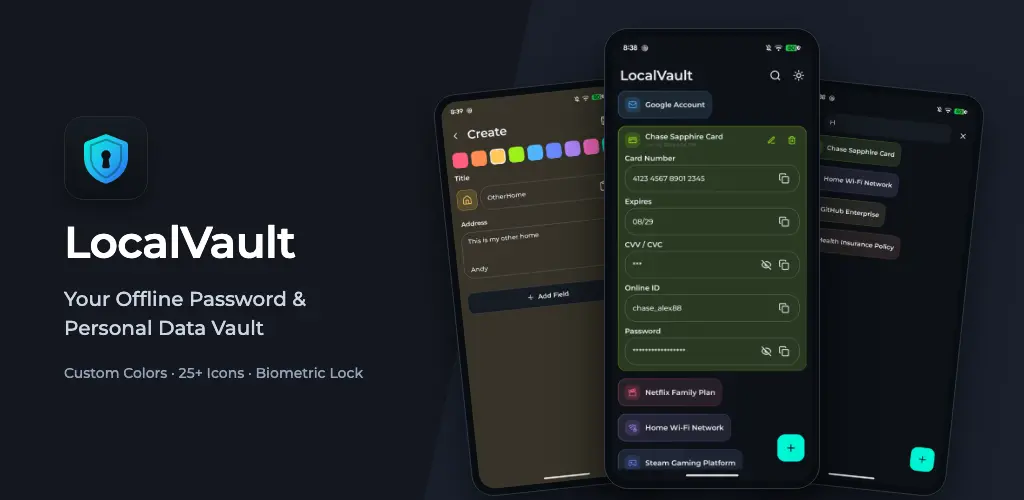 LocalVault
Your Offline Password &
Personal Data Vault
Custom Colors · 25+ Icons · Biometric Lock
8:39
Create
Title
OtherHome
Address
This is my other home
Andy
+ Add Field
8:38
LocalVault
Google Account
Chase Sapphire Card
Card Number
4123 4567 8901 2345
Expires
08/29
CVV / CVC
***
Online ID
chase_alex88
Password
*****************
Netflix Family Plan
Home Wi-Fi Network
Steam Gaming Platform
H
Chase Sapphire Card
Home Wi-Fi Network
GitHub Enterprise
Health Insurance Policy